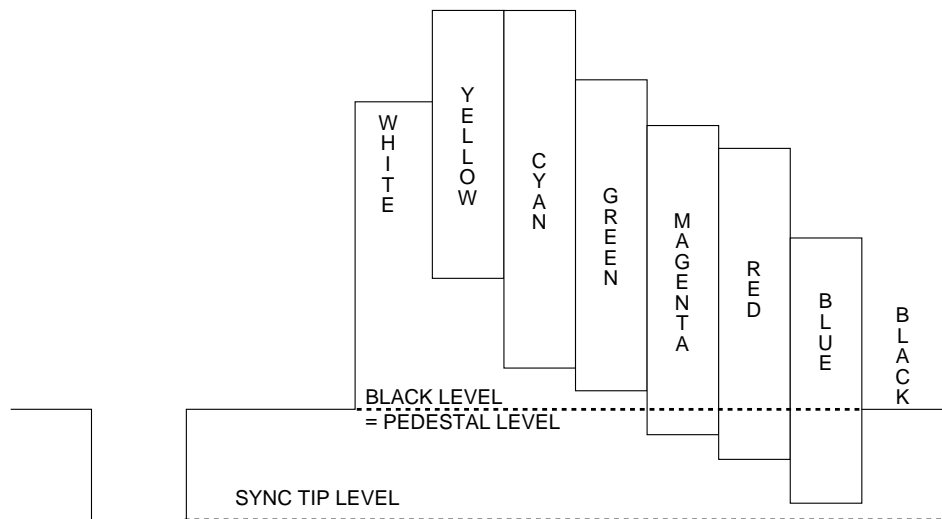 WHITE
YELLOW
CYAN
GREEN
MAGENTA
RED
BLUE
BLACK
BLACK LEVEL
= PEDESTAL LEVEL
SYNC TIP LEVEL